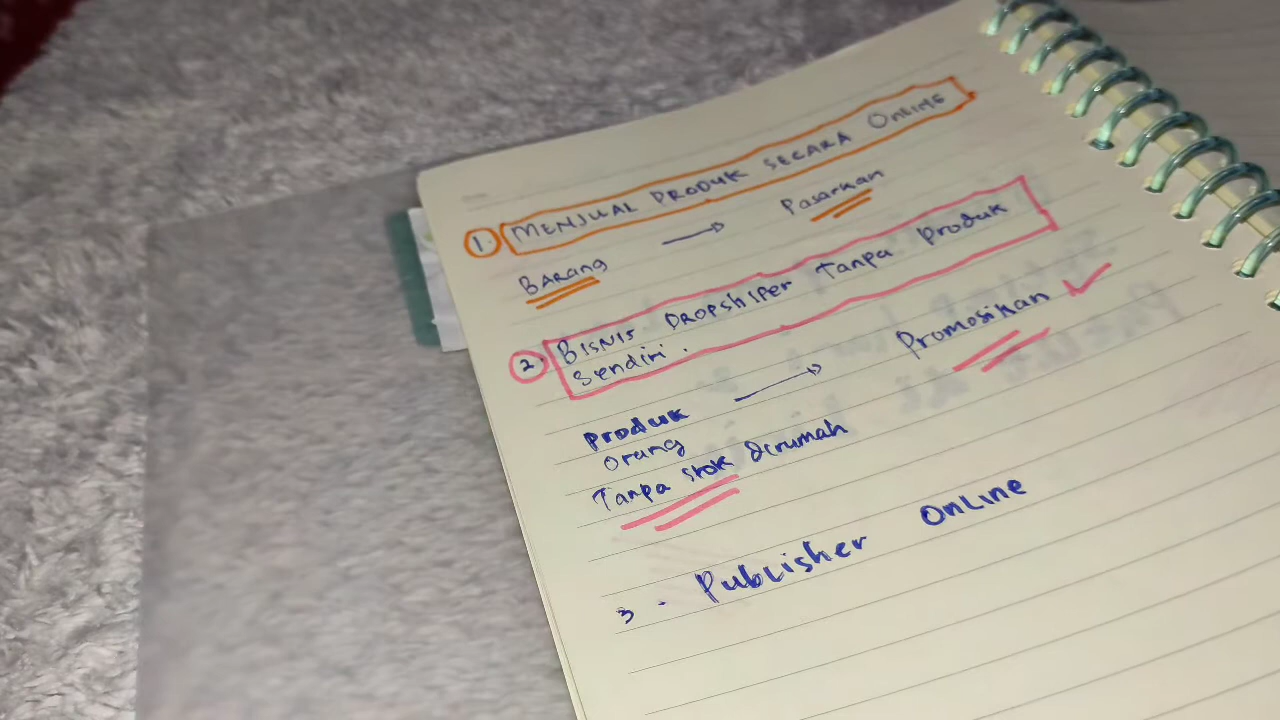 1. MENJUAL PRODUK SECARA ONLINE
BARang → Pasarkan
2. BISNIS DROPSHIPER Tanpa Produk
Sendiri.
Produk → Promosikan ✓
orang
Tanpa stok dirumah
3. Publisher OnLine